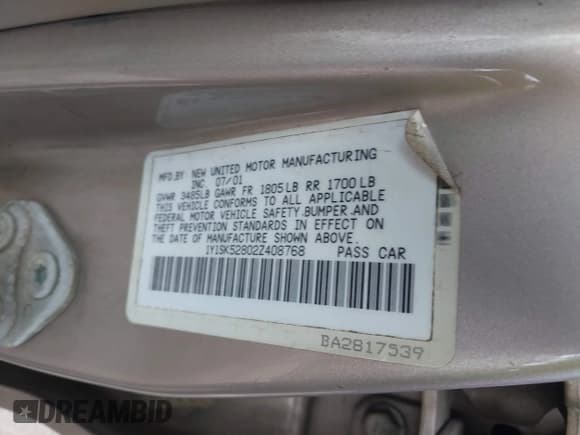 MFD.BY NEW UNITED MOTOR MANUFACTURING
INC. 07/01
GVWR 3485LB GAWR FR 1805LB RR 1700LB
THIS VEHICLE CONFORMS TO ALL APPLICABLE
FEDERAL MOTOR VEHICLE SAFETY,BUMPER,AND
THEFT PREVENTION STANDARDS IN EFFECT ON
THE DATE OF MANUFACTURE SHOWN ABOVE.
1Y1SK52802Z408768 PASS CAR
BA2817539
DREAMBID